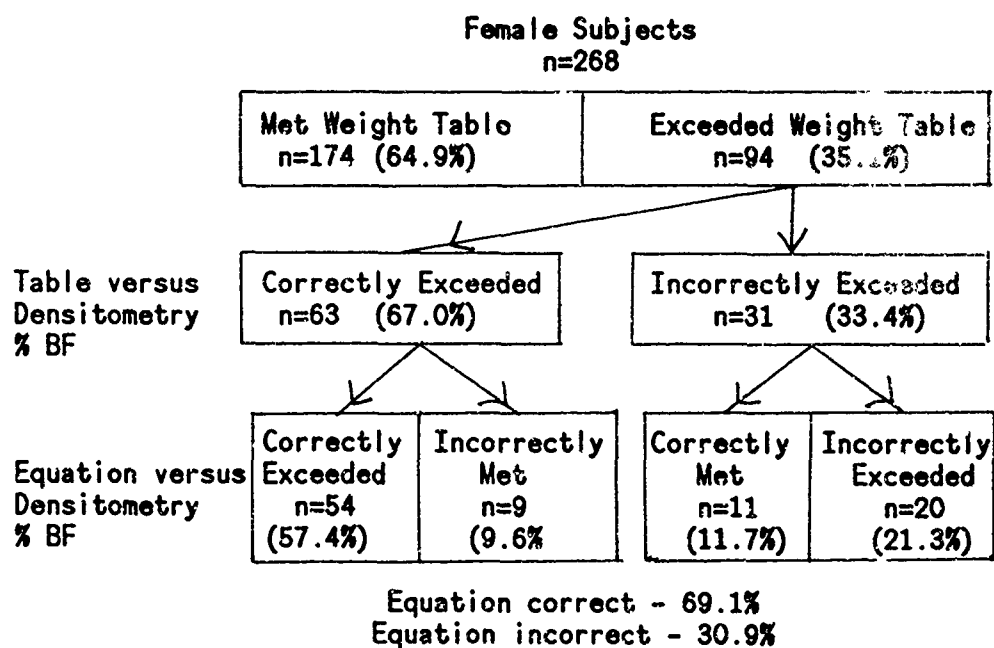 Female Subjects
n=268
Met Weight Table
n=174 (64.9%)
Exceeded Weight Table
n=94 (35.1%)
Table versus
Densitometry
% BF
Correctly Exceeded
n=63 (67.0%)
Incorrectly Exceeded
n=31 (33.4%)
Equation versus
Densitometry
% BF
Correctly
Exceeded
n=54
(57.4%)
Incorrectly
Met
n=9
(9.6%
Correctly
Met
n=11
(11.7%)
Incorrectly
Exceeded
n=20
(21.3%)
Equation correct - 69.1%
Equation incorrect - 30.9%